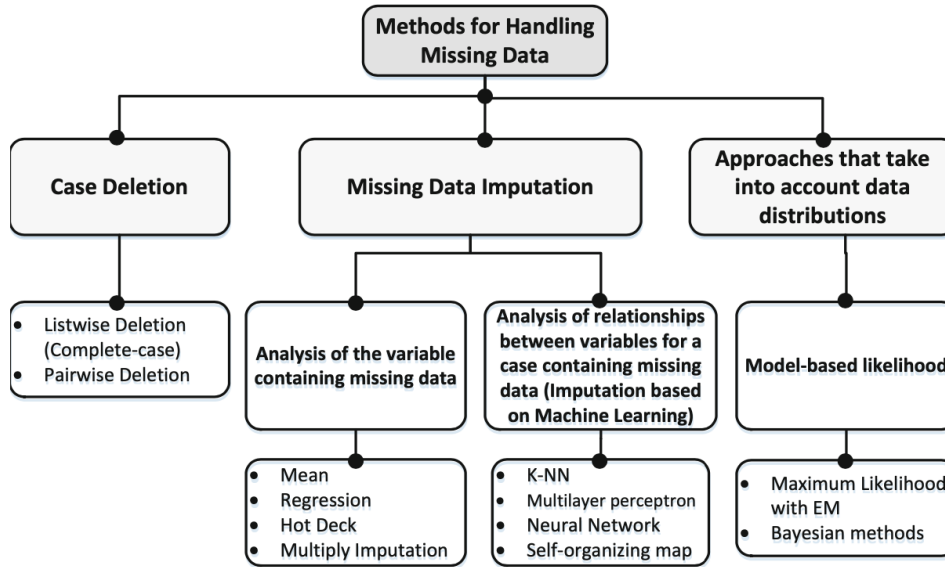 Methods for Handling
Missing Data
Case Deletion
Missing Data Imputation
Approaches that take
into account data
distributions
• Listwise Deletion
(Complete-case)
• Pairwise Deletion
Analysis of the variable
containing missing data
Analysis of relationships
between variables for a
case containing missing
data (Imputation based
on Machine Learning)
Model-based likelihood
• Mean
• Regression
• Hot Deck
• Multiply Imputation
• K-NN
• Multilayer perceptron
• Neural Network
• Self-organizing map
• Maximum Likelihood
with EM
• Bayesian methods